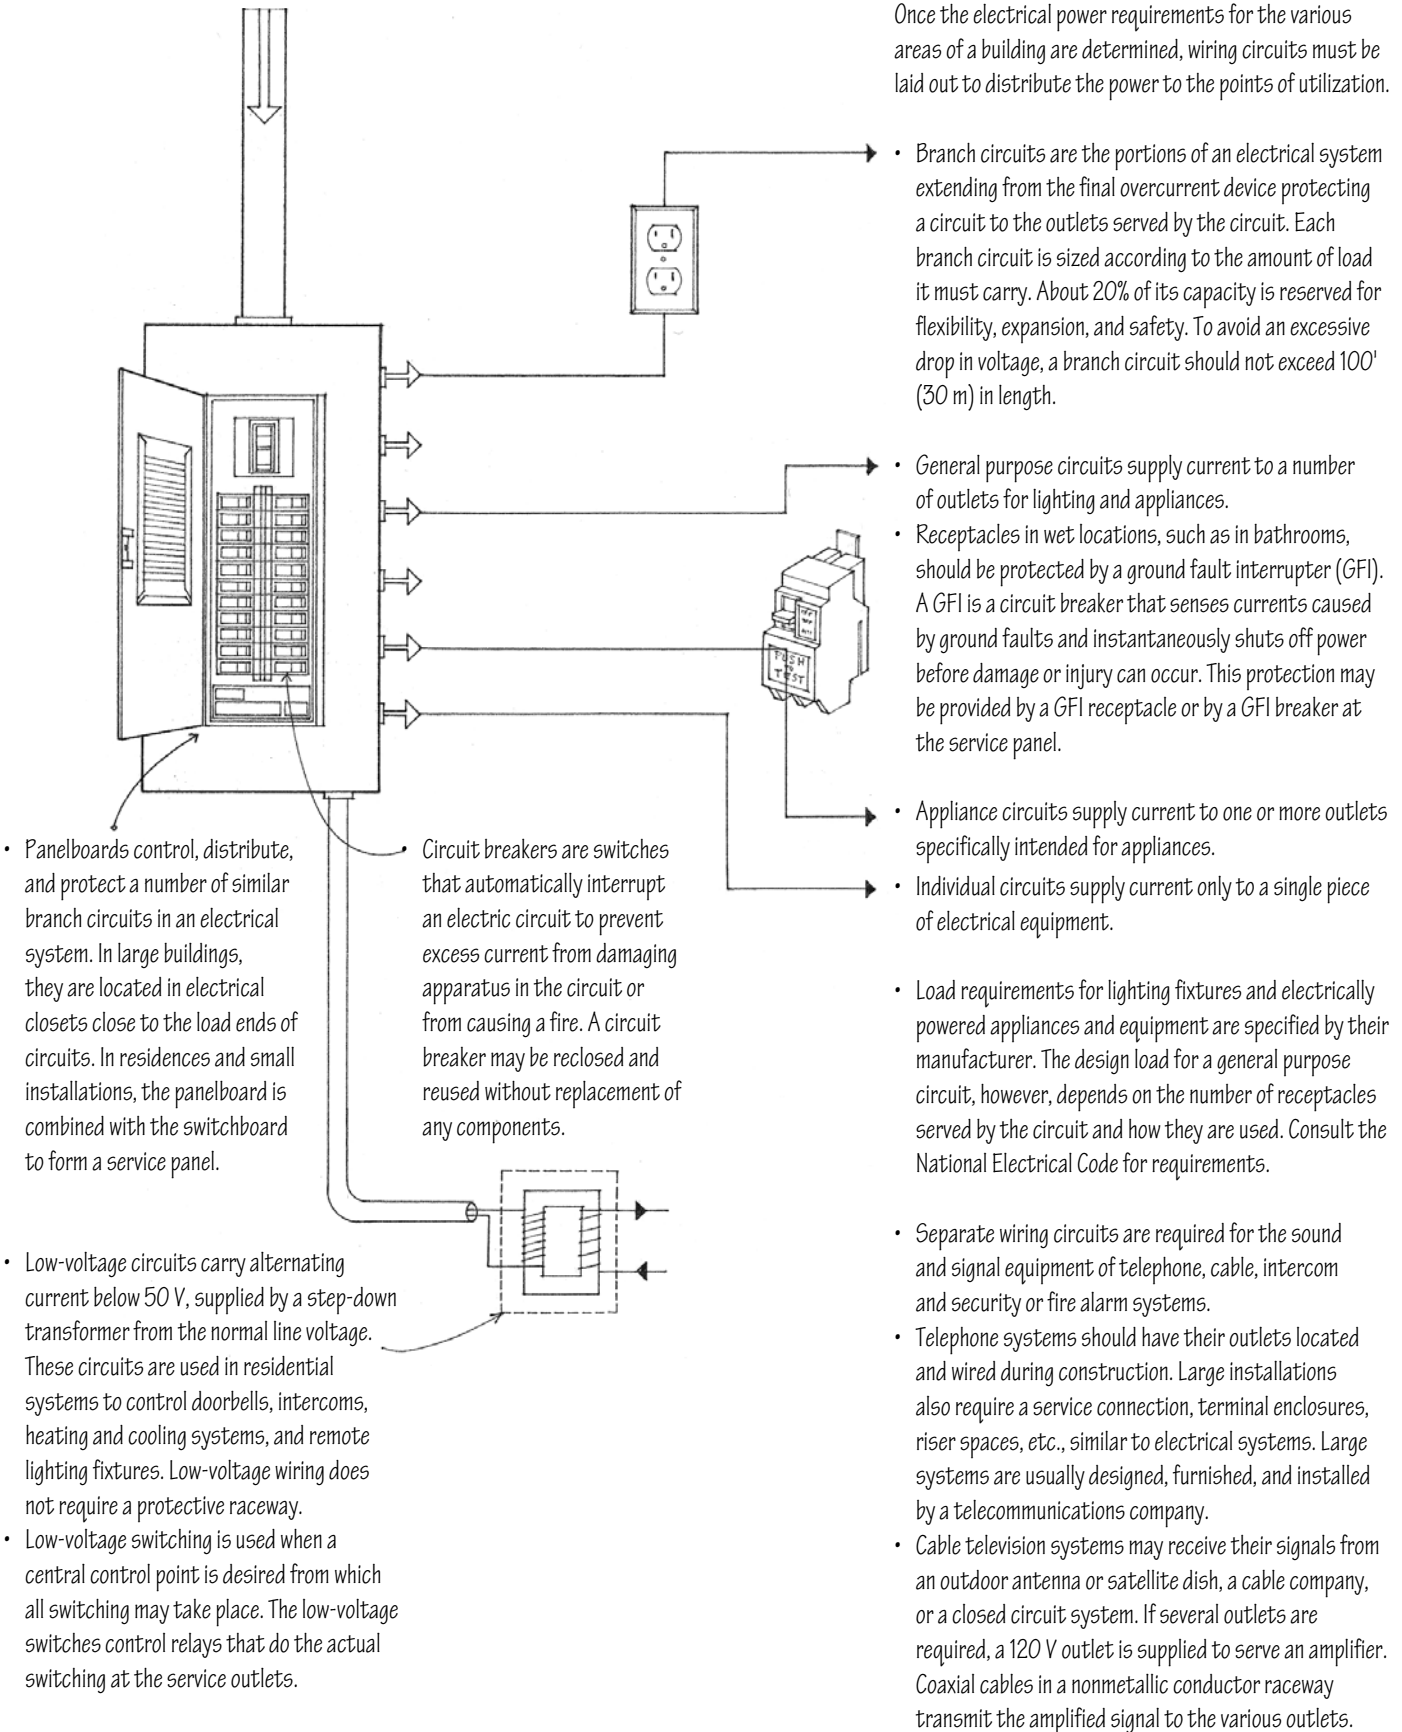 Once the electrical power requirements for the various
areas of a building are determined, wiring circuits must be
laid out to distribute the power to the points of utilization.
• Branch circuits are the portions of an electrical system
extending from the final overcurrent device protecting
a circuit to the outlets served by the circuit. Each
branch circuit is sized according to the amount of load
it must carry. About 20% of its capacity is reserved for
flexibility, expansion, and safety. To avoid an excessive
drop in voltage, a branch circuit should not exceed 100'
(30 m) in length.
• General purpose circuits supply current to a number
of outlets for lighting and appliances.
• Receptacles in wet locations, such as in bathrooms,
should be protected by a ground fault interrupter (GFI).
A GFI is a circuit breaker that senses currents caused
by ground faults and instantaneously shuts off power
before damage or injury can occur. This protection may
be provided by a GFI receptacle or by a GFI breaker at
the service panel.
PUSH
TO
TEST
• Appliance circuits supply current to one or more outlets
specifically intended for appliances.
• Individual circuits supply current only to a single piece
of electrical equipment.
• Load requirements for lighting fixtures and electrically
powered appliances and equipment are specified by their
manufacturer. The design load for a general purpose
circuit, however, depends on the number of receptacles
served by the circuit and how they are used. Consult the
National Electrical Code for requirements.
• Separate wiring circuits are required for the sound
and signal equipment of telephone, cable, intercom
and security or fire alarm systems.
• Telephone systems should have their outlets located
and wired during construction. Large installations
also require a service connection, terminal enclosures,
riser spaces, etc., similar to electrical systems. Large
systems are usually designed, furnished, and installed
by a telecommunications company.
• Cable television systems may receive their signals from
an outdoor antenna or satellite dish, a cable company,
or a closed circuit system. If several outlets are
required, a 120 V outlet is supplied to serve an amplifier.
Coaxial cables in a nonmetallic conductor raceway
transmit the amplified signal to the various outlets.
• Panelboards control, distribute,
and protect a number of similar
branch circuits in an electrical
system. In large buildings,
they are located in electrical
closets close to the load ends of
circuits. In residences and small
installations, the panelboard is
combined with the switchboard
to form a service panel.
• Circuit breakers are switches
that automatically interrupt
an electric circuit to prevent
excess current from damaging
apparatus in the circuit or
from causing a fire. A circuit
breaker may be reclosed and
reused without replacement of
any components.
• Low-voltage circuits carry alternating
current below 50 V, supplied by a step-down
transformer from the normal line voltage.
These circuits are used in residential
systems to control doorbells, intercoms,
heating and cooling systems, and remote
lighting fixtures. Low-voltage wiring does
not require a protective raceway.
• Low-voltage switching is used when a
central control point is desired from which
all switching may take place. The low-voltage
switches control relays that do the actual
switching at the service outlets.